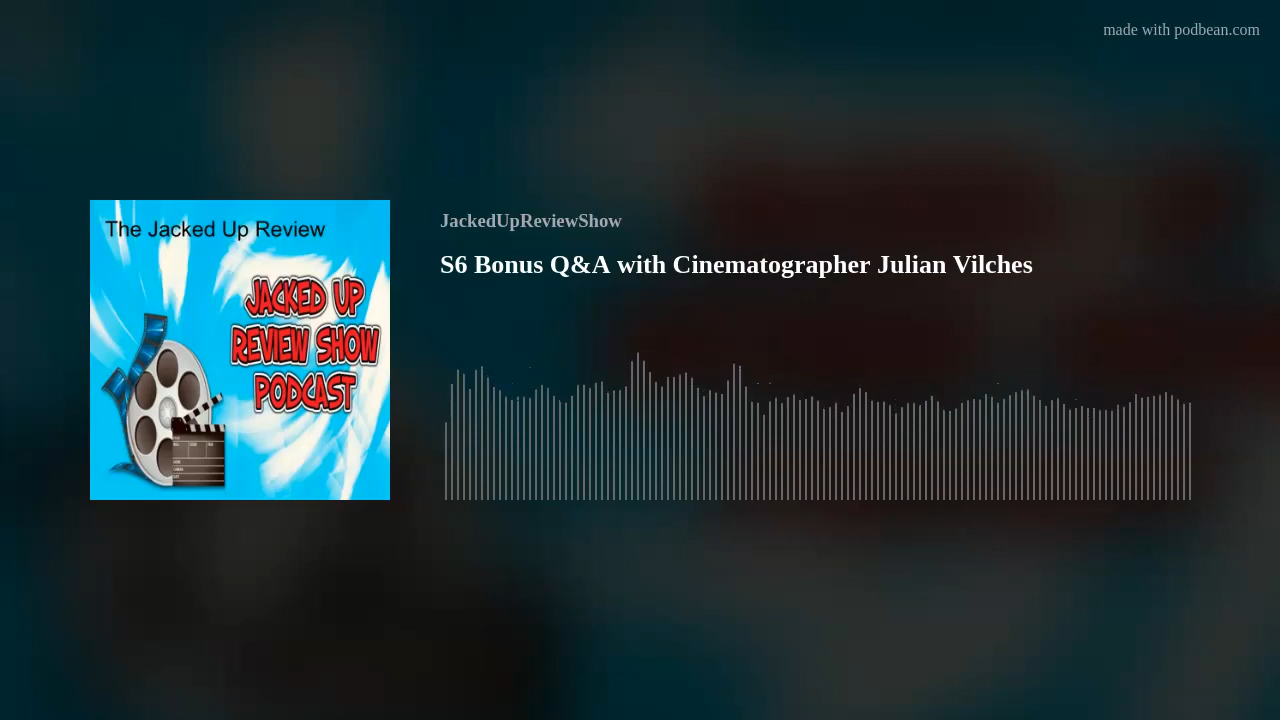 made with podbean.com
The Jacked Up Review
JACKED UP
REVIEW SHOW
PODCAST
JackedUpReviewShow
S6 Bonus Q&A with Cinematographer Julian Vilches